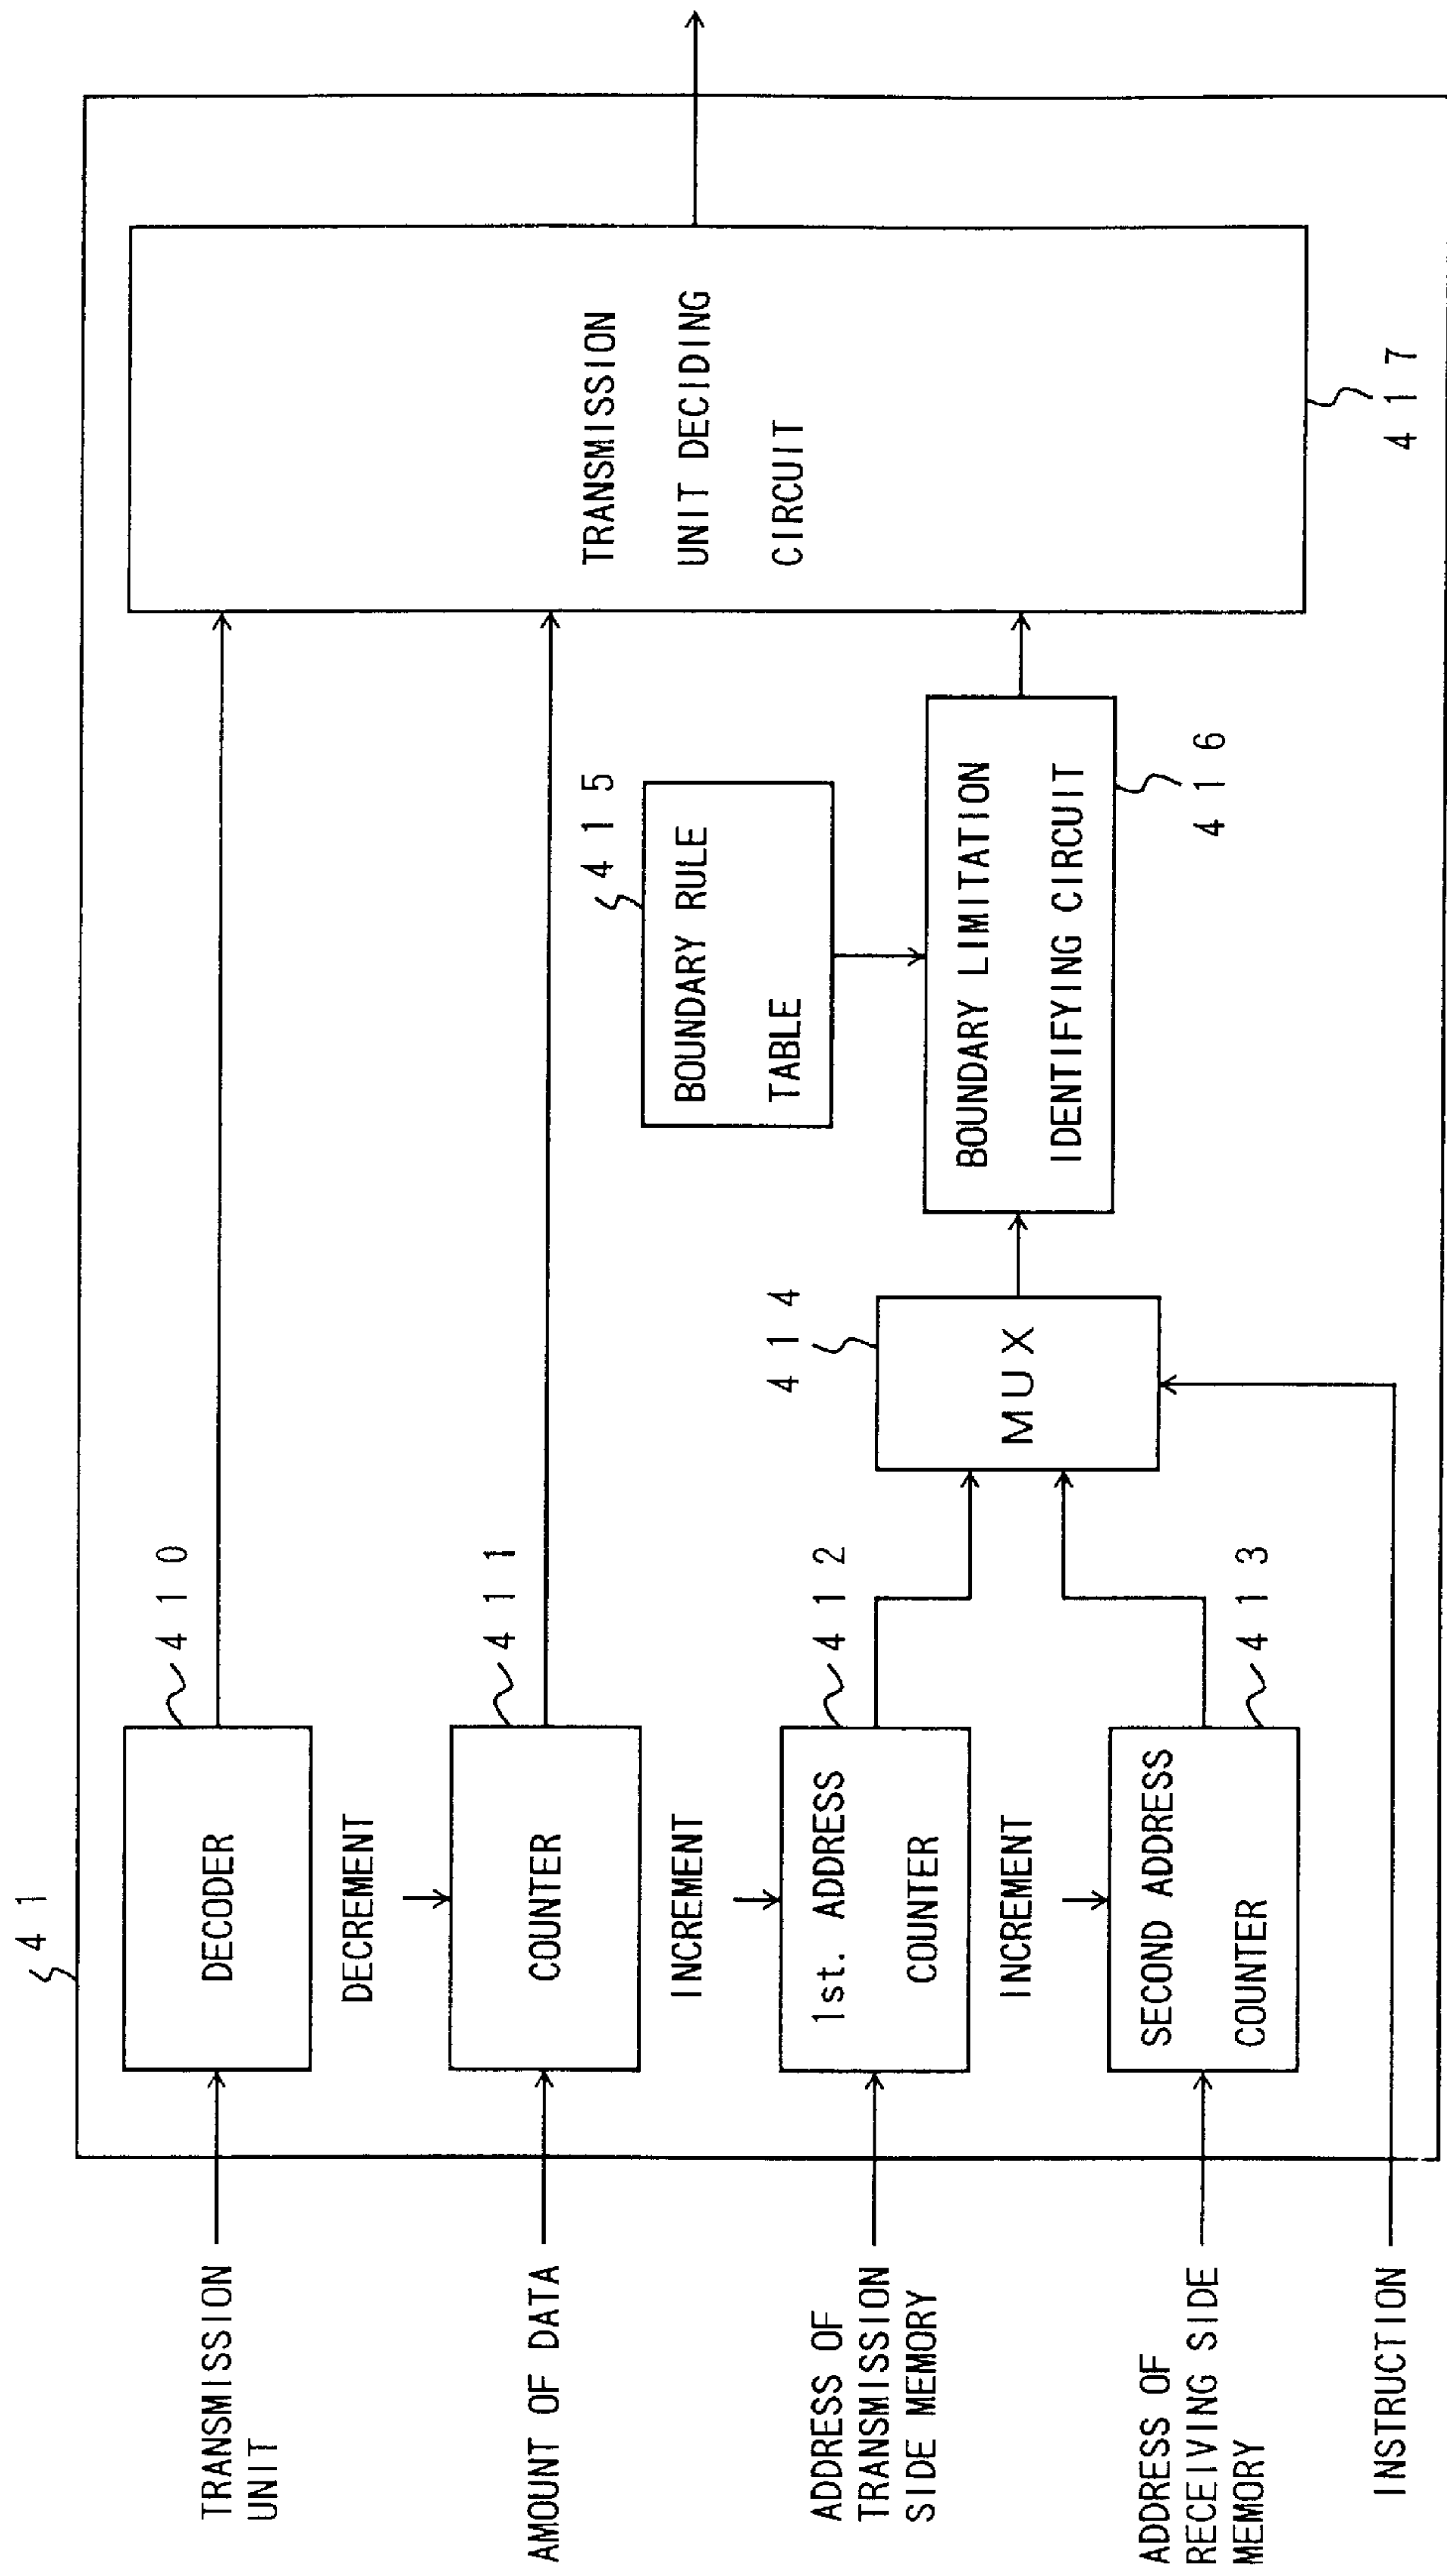 41
TRANSMISSION
UNIT
DECODER
410
DECREMENT
AMOUNT OF DATA
COUNTER
411
INCREMENT
ADDRESS OF
TRANSMISSION
SIDE MEMORY
1st. ADDRESS
COUNTER
412
INCREMENT
ADDRESS OF
RECEIVING SIDE
MEMORY
SECOND ADDRESS
COUNTER
413
INSTRUCTION
414
MUX
415
BOUNDARY RULE
TABLE
BOUNDARY LIMITATION
IDENTIFYING CIRCUIT
416
TRANSMISSION
UNIT DECIDING
CIRCUIT
417